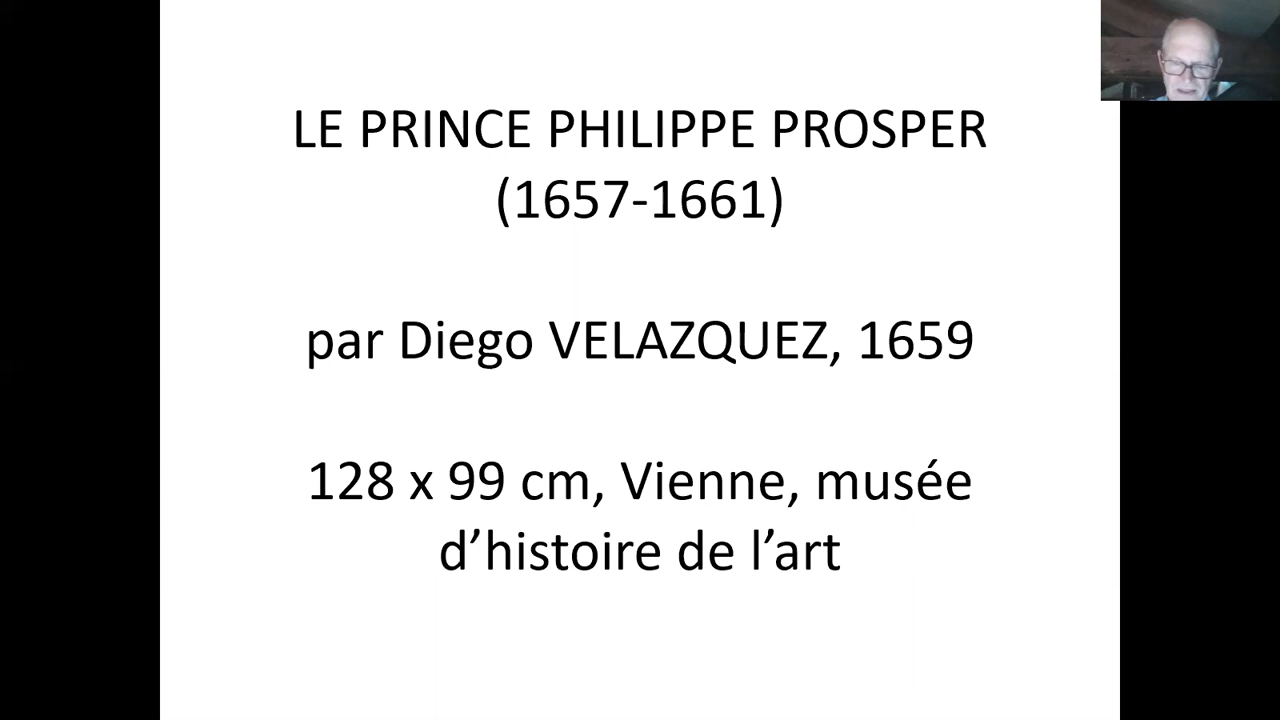 LE PRINCE PHILIPPE PROSPER
(1657-1661)
par Diego VELAZQUEZ, 1659
128 x 99 cm, Vienne, musée
d’histoire de l’art